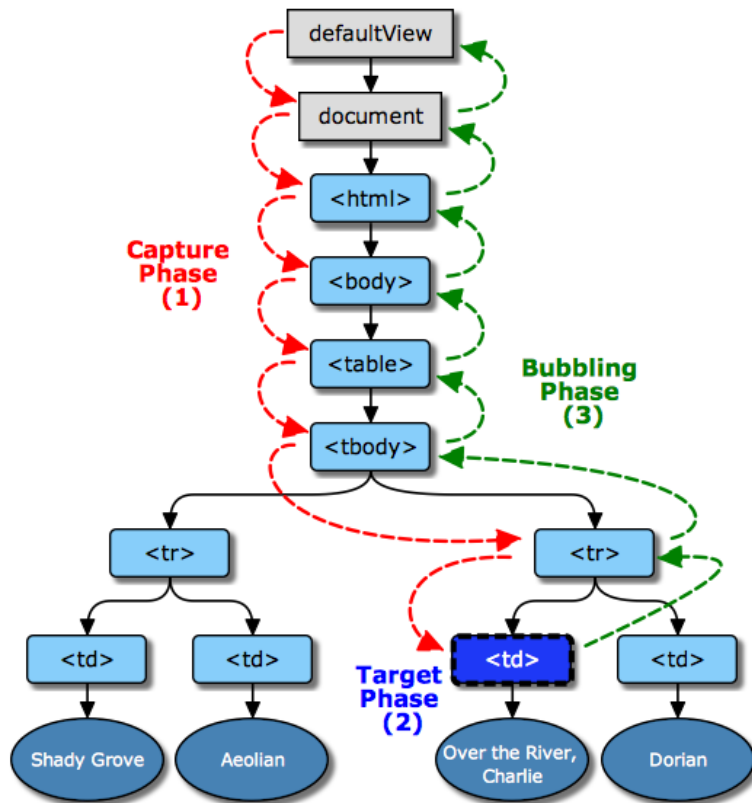 defaultView
document
<html>
Capture
Phase
(1)
<body>
<table>
Bubbling
Phase
(3)
<tbody>
<tr>
<tr>
<td>
<td>
<td>
<td>
Target
Phase
(2)
Shady Grove
Aeolian
Over the River,
Charlie
Dorian